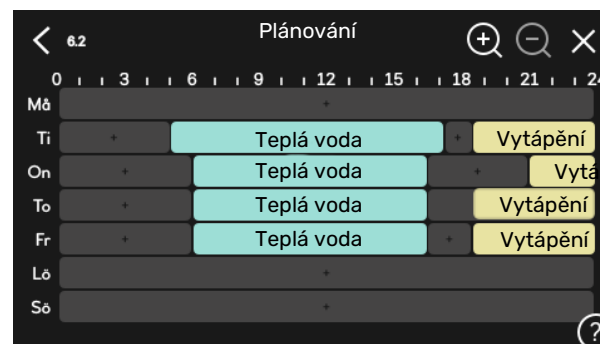 6.2 Plánování
0 3 6 9 12 15 18 21 24
Må
Ti Teplá voda Vytápění
On Teplá voda Vytá
To Teplá voda Vytápění
Fr Teplá voda Vytápění
Lö
Sö
?